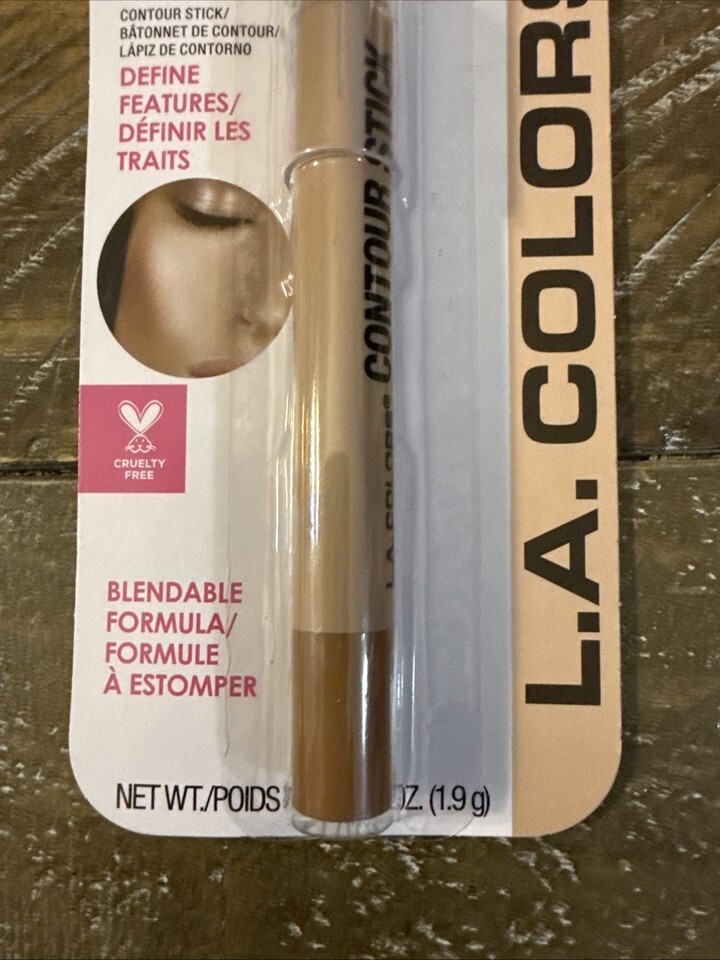 CONTOUR STICK/
BÂTONNET DE CONTOUR/
LÁPIZ DE CONTORNO
DEFINE
FEATURES/
DÉFINIR LES
TRAITS
CRUELTY
FREE
BLENDABLE
FORMULA/
FORMULE
À ESTOMPER
NET WT./POIDS OZ. (1.9 g)
L.A. COLORS® CONTOUR STICK
L.A. COLORS